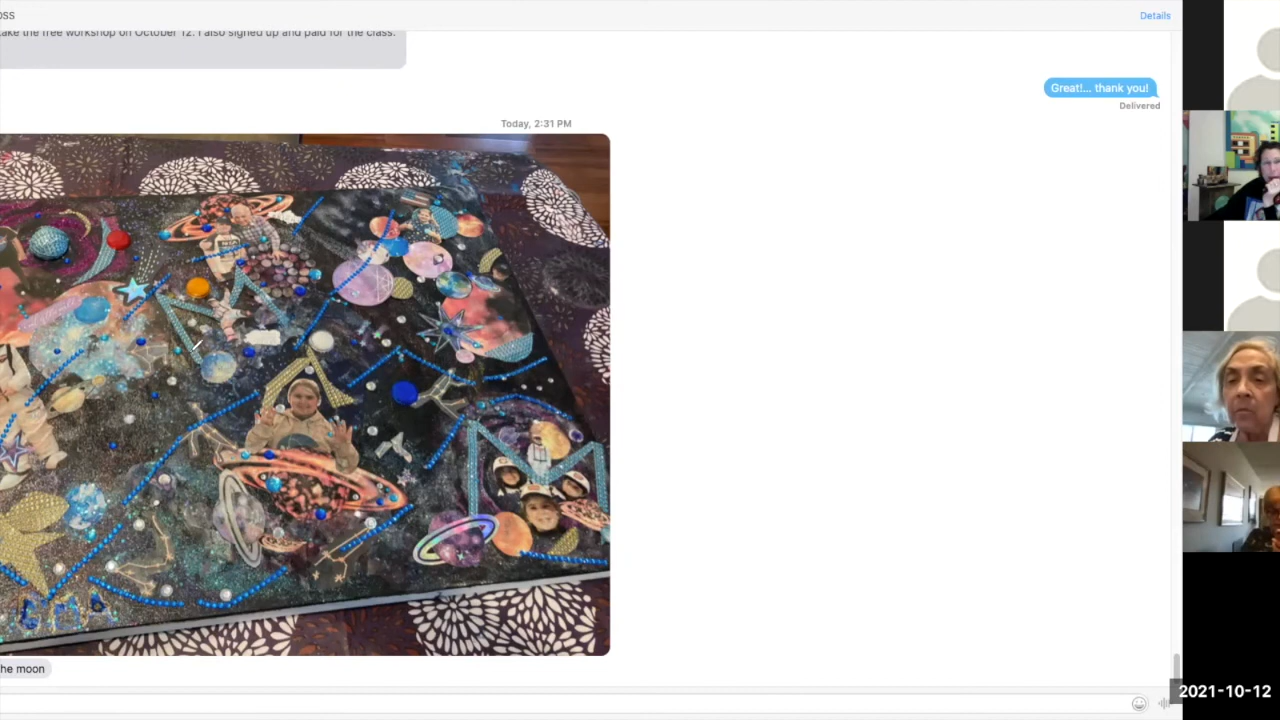 OSS
Details
take the free workshop on October 12. I also signed up and paid for the class.
Great!... thank you!
Delivered
Today, 2:31 PM
he moon
2021-10-12